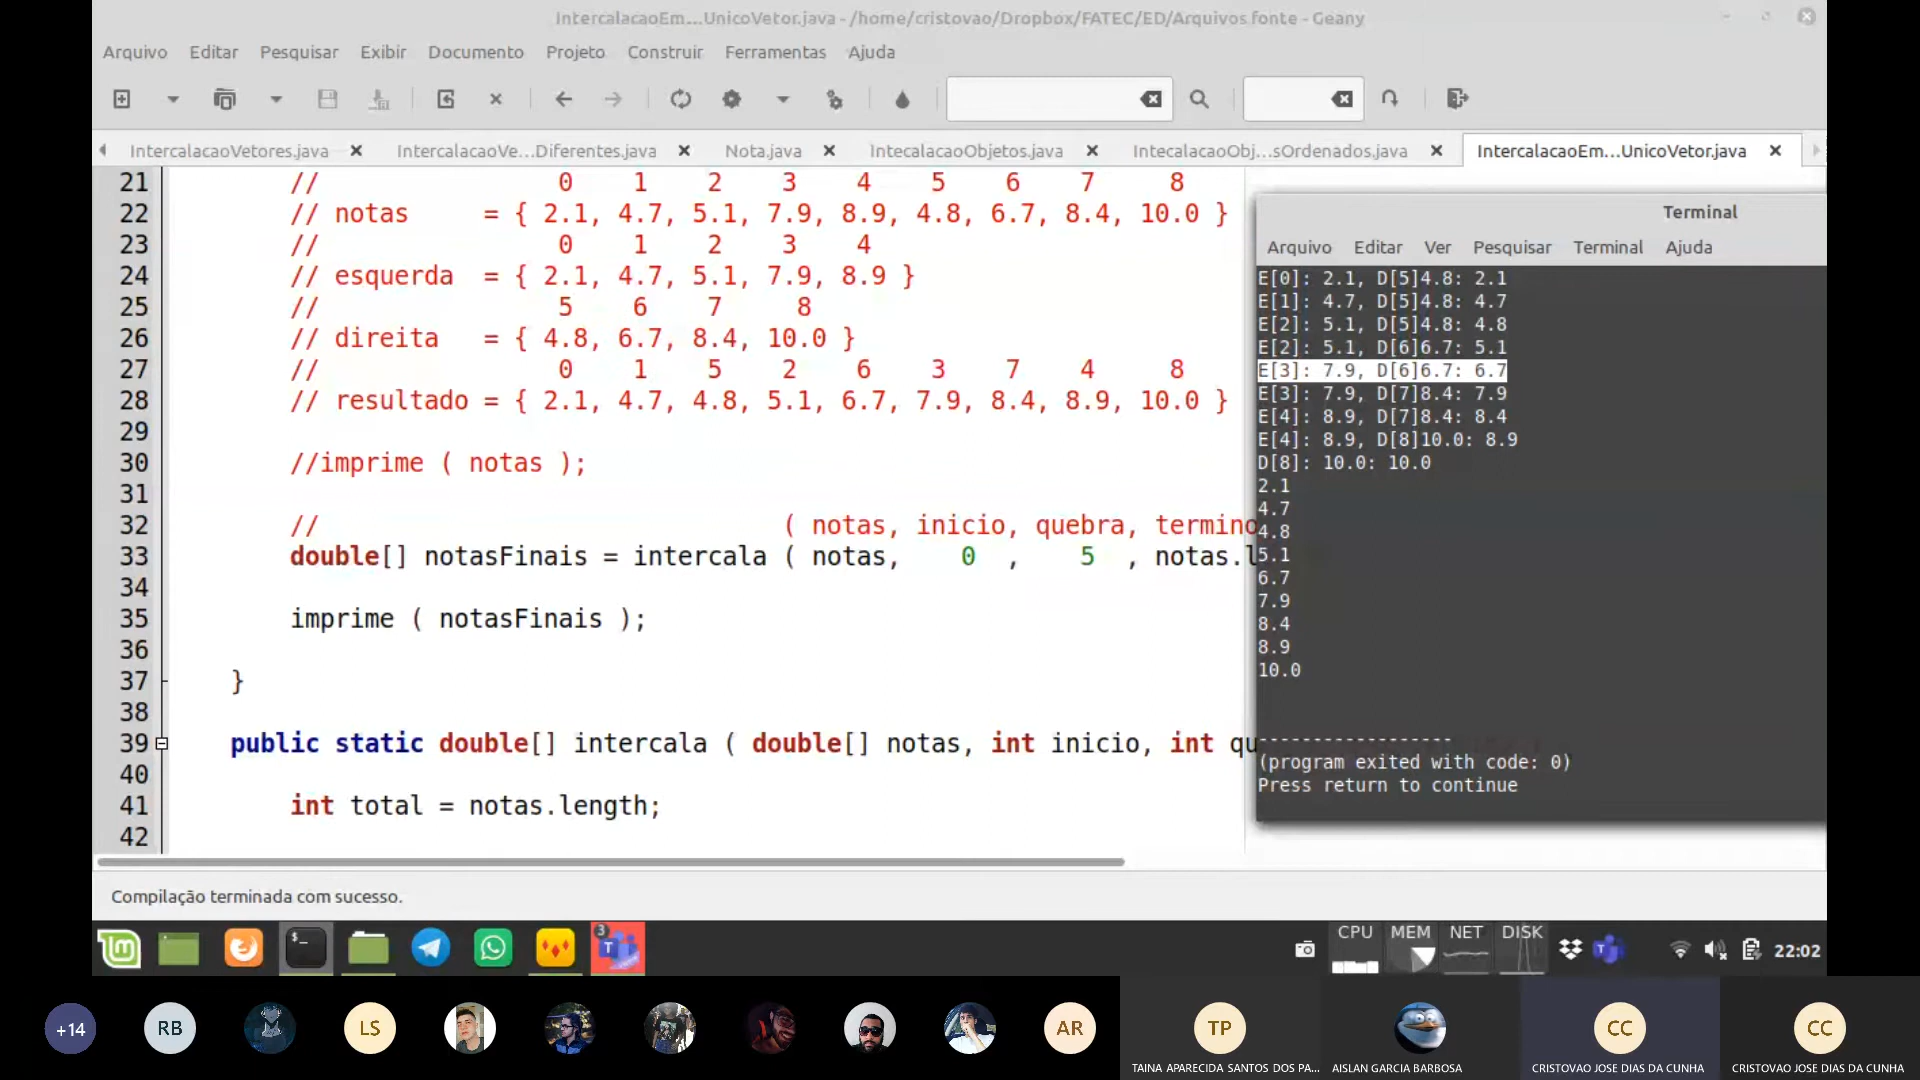 IntercalacaoEm...UnicoVetor.java - /home/cristovao/Dropbox/FATEC/ED/Arquivos fonte - Geany
Arquivo Editar Pesquisar Exibir Documento Projeto Construir Ferramentas Ajuda
IntercalacaoVetores.java IntercalacaoVe...Diferentes.java Nota.java IntecalacaoObjetos.java IntecalacaoObj...sOrdenados.java IntercalacaoEm...UnicoVetor.java
21 // 0 1 2 3 4 5 6 7 8
22 // notas = { 2.1, 4.7, 5.1, 7.9, 8.9, 4.8, 6.7, 8.4, 10.0 }
23 // 0 1 2 3 4
24 // esquerda = { 2.1, 4.7, 5.1, 7.9, 8.9 }
25 // 5 6 7 8
26 // direita = { 4.8, 6.7, 8.4, 10.0 }
27 // 0 1 5 2 6 3 7 4 8
28 // resultado = { 2.1, 4.7, 4.8, 5.1, 6.7, 7.9, 8.4, 8.9, 10.0 }
29
30 //imprime ( notas );
31
32 // ( notas, inicio, quebra, termino
33 double[] notasFinais = intercala ( notas, 0 , 5 , notas.l
34
35 imprime ( notasFinais );
36
37 }
38
39 public static double[] intercala ( double[] notas, int inicio, int qu
40
41 int total = notas.length;
42
Terminal
Arquivo Editar Ver Pesquisar Terminal Ajuda
E[0]: 2.1, D[5]4.8: 2.1
E[1]: 4.7, D[5]4.8: 4.7
E[2]: 5.1, D[5]4.8: 4.8
E[2]: 5.1, D[6]6.7: 5.1
E[3]: 7.9, D[6]6.7: 6.7
E[3]: 7.9, D[7]8.4: 7.9
E[4]: 8.9, D[7]8.4: 8.4
E[4]: 8.9, D[8]10.0: 8.9
D[8]: 10.0: 10.0
2.1
4.7
4.8
5.1
6.7
7.9
8.4
8.9
10.0
------------------
(program exited with code: 0)
Press return to continue
Compilação terminada com sucesso.
3
CPU MEM NET DISK
22:02
+14 RB LS AR TP CC CC
TAINA APARECIDA SANTOS DOS PA... AISLAN GARCIA BARBOSA CRISTOVAO JOSE DIAS DA CUNHA CRISTOVAO JOSE DIAS DA CUNHA